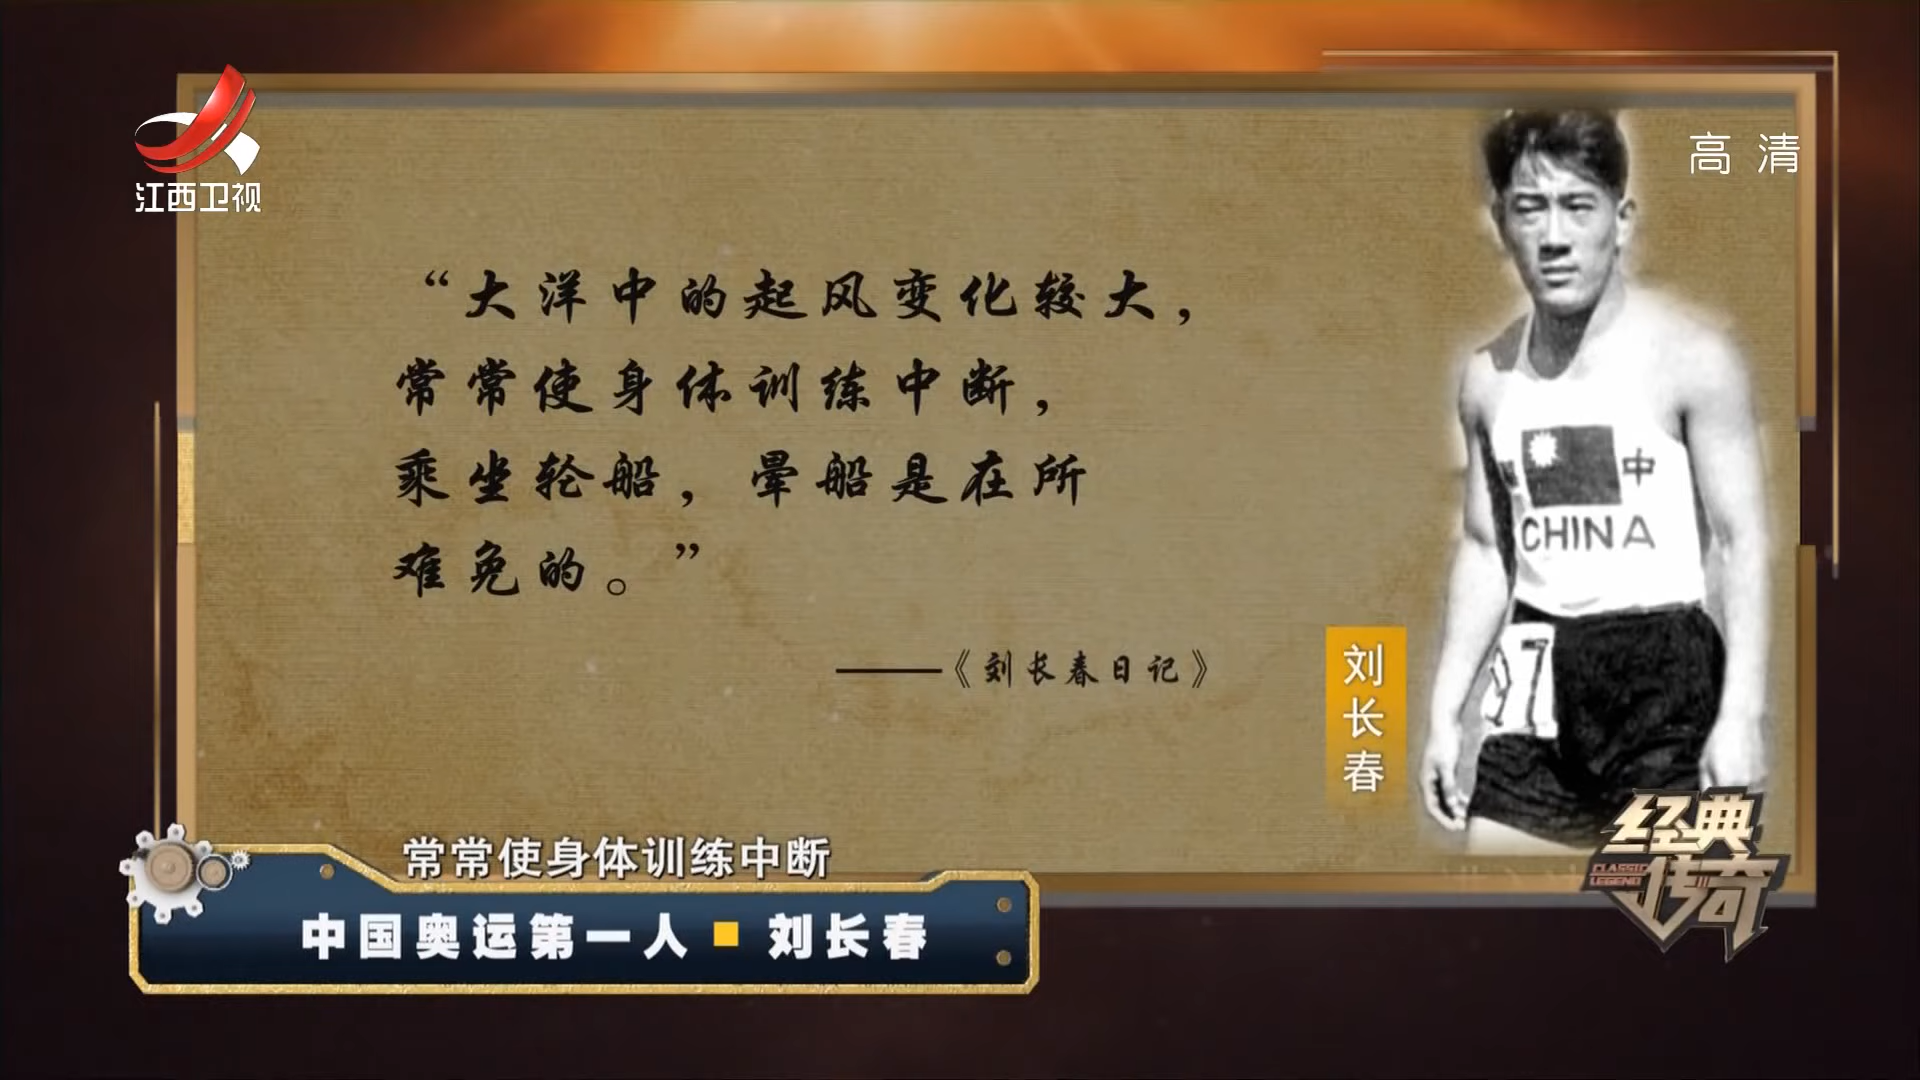 江西卫视
高清
“大洋中的起风变化较大，
常常使身体训练中断，
乘坐轮船，晕船是在所
难免的。”
——《刘长春日记》
中
CHINA
97
刘长春
常常使身体训练中断
中国奥运第一人■刘长春
经典
传奇
CLASSIC
LEGEND